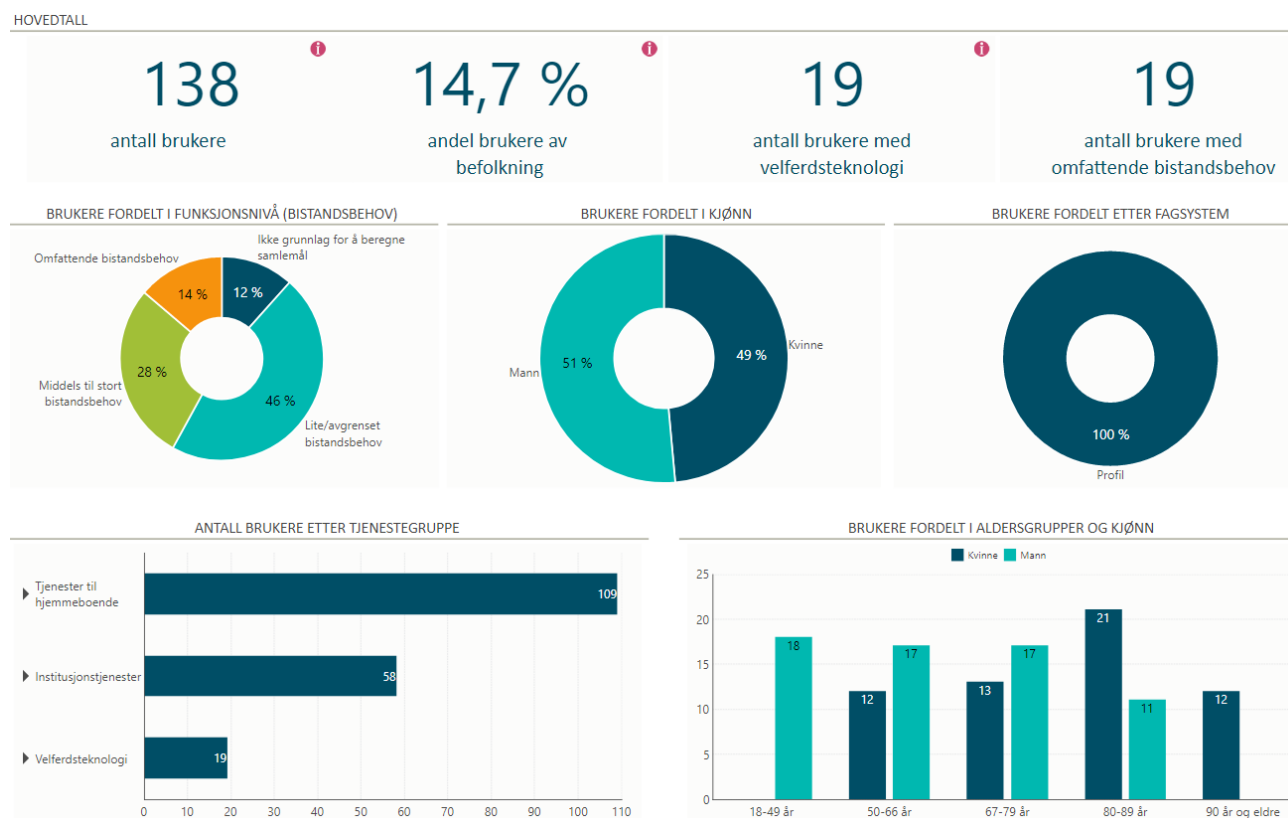 HOVEDTALL
138
antall brukere
14,7 %
andel brukere av
befolkning
19
antall brukere med
velferdsteknologi
19
antall brukere med
omfattende bistandsbehov
BRUKERE FORDELT I FUNKSJONSNIVÅ (BISTANDSBEHOV)
Ikke grunnlag for å beregne
samlemål
Omfattende bistandsbehov
14 %
12 %
28 %
Middels til stort
bistandsbehov
46 %
Lite/avgrenset
bistandsbehov
BRUKERE FORDELT I KJØNN
Kvinne
49 %
51 %
Mann
BRUKERE FORDELT ETTER FAGSYSTEM
100 %
Profil
ANTALL BRUKERE ETTER TJENESTEGRUPPE
Tjenester til
hjemmeboende
109
Institusjonstjenester
58
Velferdsteknologi
19
0 10 20 30 40 50 60 70 80 90 100 110
BRUKERE FORDELT I ALDERSGRUPPER OG KJØNN
Kvinne Mann
25
20
15
10
5
0
18
12
17
13
17
21
11
12
18-49 år 50-66 år 67-79 år 80-89 år 90 år og eldre